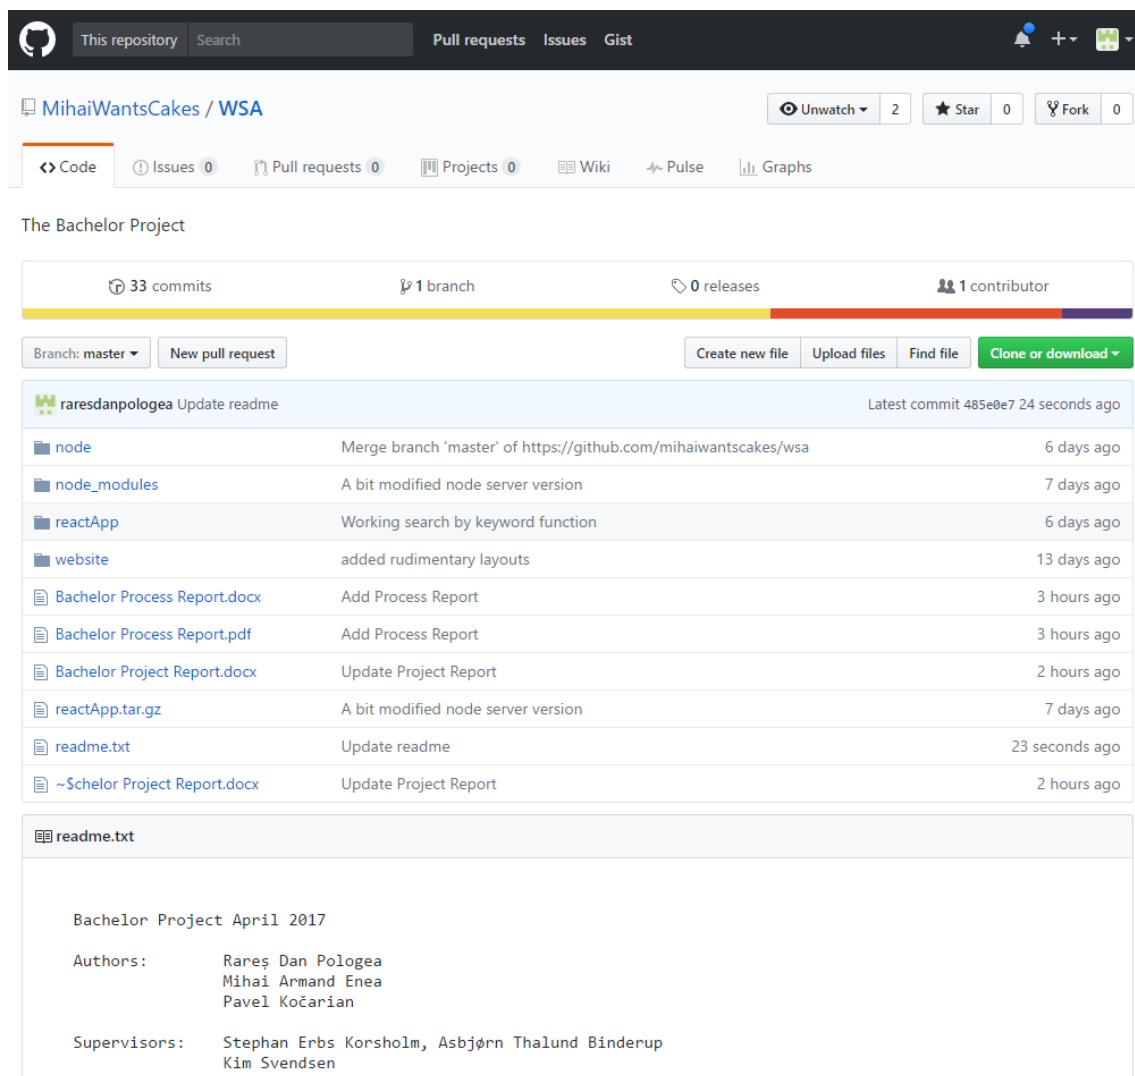 This repository Search Pull requests Issues Gist
MihaiWantsCakes / WSA Unwatch 2 Star 0 Fork 0
Code Issues 0 Pull requests 0 Projects 0 Wiki Pulse Graphs
The Bachelor Project
33 commits 1 branch 0 releases 1 contributor
Branch: master New pull request Create new file Upload files Find file Clone or download
raresdanpologea Update readme Latest commit 485e0e7 24 seconds ago
node Merge branch 'master' of https://github.com/mihaiwantscakes/wsa 6 days ago
node_modules A bit modified node server version 7 days ago
reactApp Working search by keyword function 6 days ago
website added rudimentary layouts 13 days ago
Bachelor Process Report.docx Add Process Report 3 hours ago
Bachelor Process Report.pdf Add Process Report 3 hours ago
Bachelor Project Report.docx Update Project Report 2 hours ago
reactApp.tar.gz A bit modified node server version 7 days ago
readme.txt Update readme 23 seconds ago
~$chelor Project Report.docx Update Project Report 2 hours ago
readme.txt
Bachelor Project April 2017
Authors: Rareș Dan Pologea
Mihai Armand Enea
Pavel Kočarian
Supervisors: Stephan Erbs Korsholm, Asbjørn Thalund Binderup
Kim Svendsen